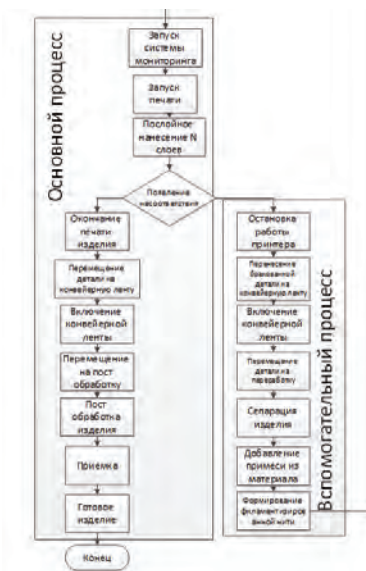 Основной процесс
Запуск
системы
мониторинга
Запуск
печати
Послойное
нанесение N
слоев
Появление
несоответствия
Окончание
печати
изделия
Перемещение
детали на
конвейерную ленту
Включение
конвейерной
ленты
Перемещение
на пост
обработку
Пост
обработка
изделия
Приемка
Готовое
изделие
Конец
Вспомогательный процесс
Остановка
работы
принтера
Перенесение
бракованной
детали на
конвейерную ленту
Включение
конвейерной
ленты
Перемещение
детали на
переработку
Сепарация
изделия
Добавление
примеси из
материала
Формирование
филаментиров
анной нити